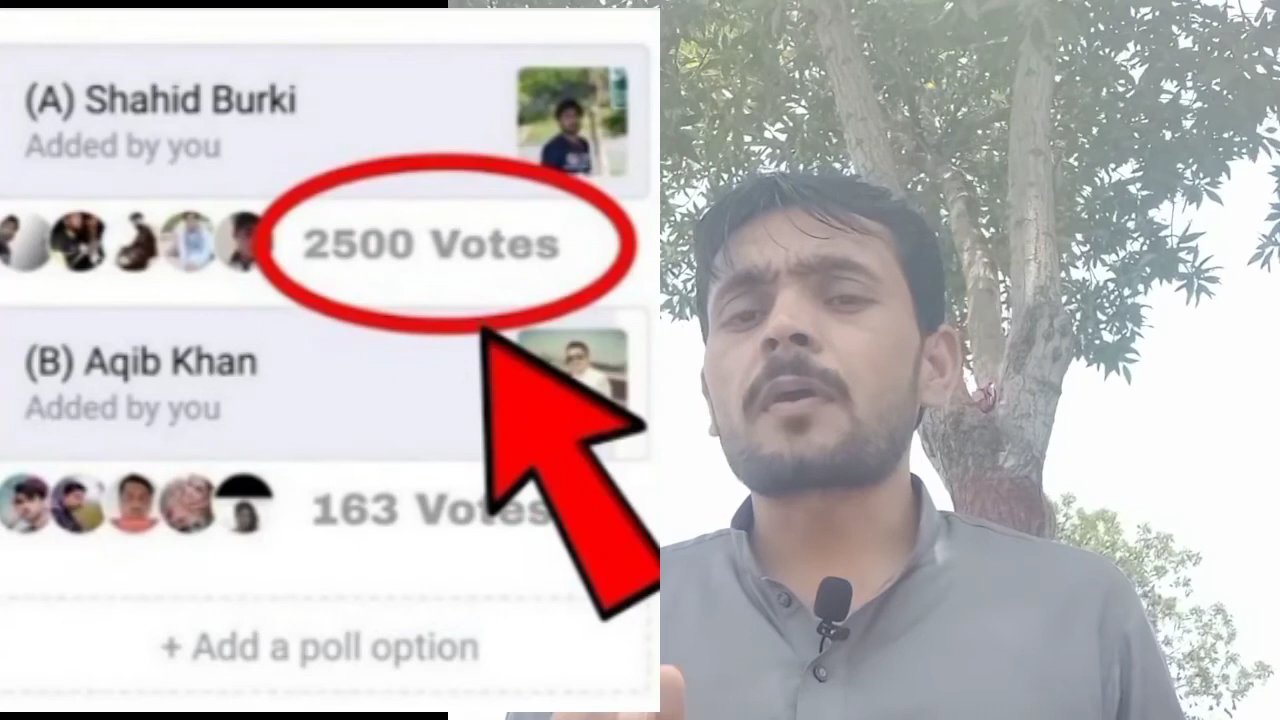 (A) Shahid Burki
Added by you
2500 Votes
(B) Aqib Khan
Added by you
163 Votes
+ Add a poll option